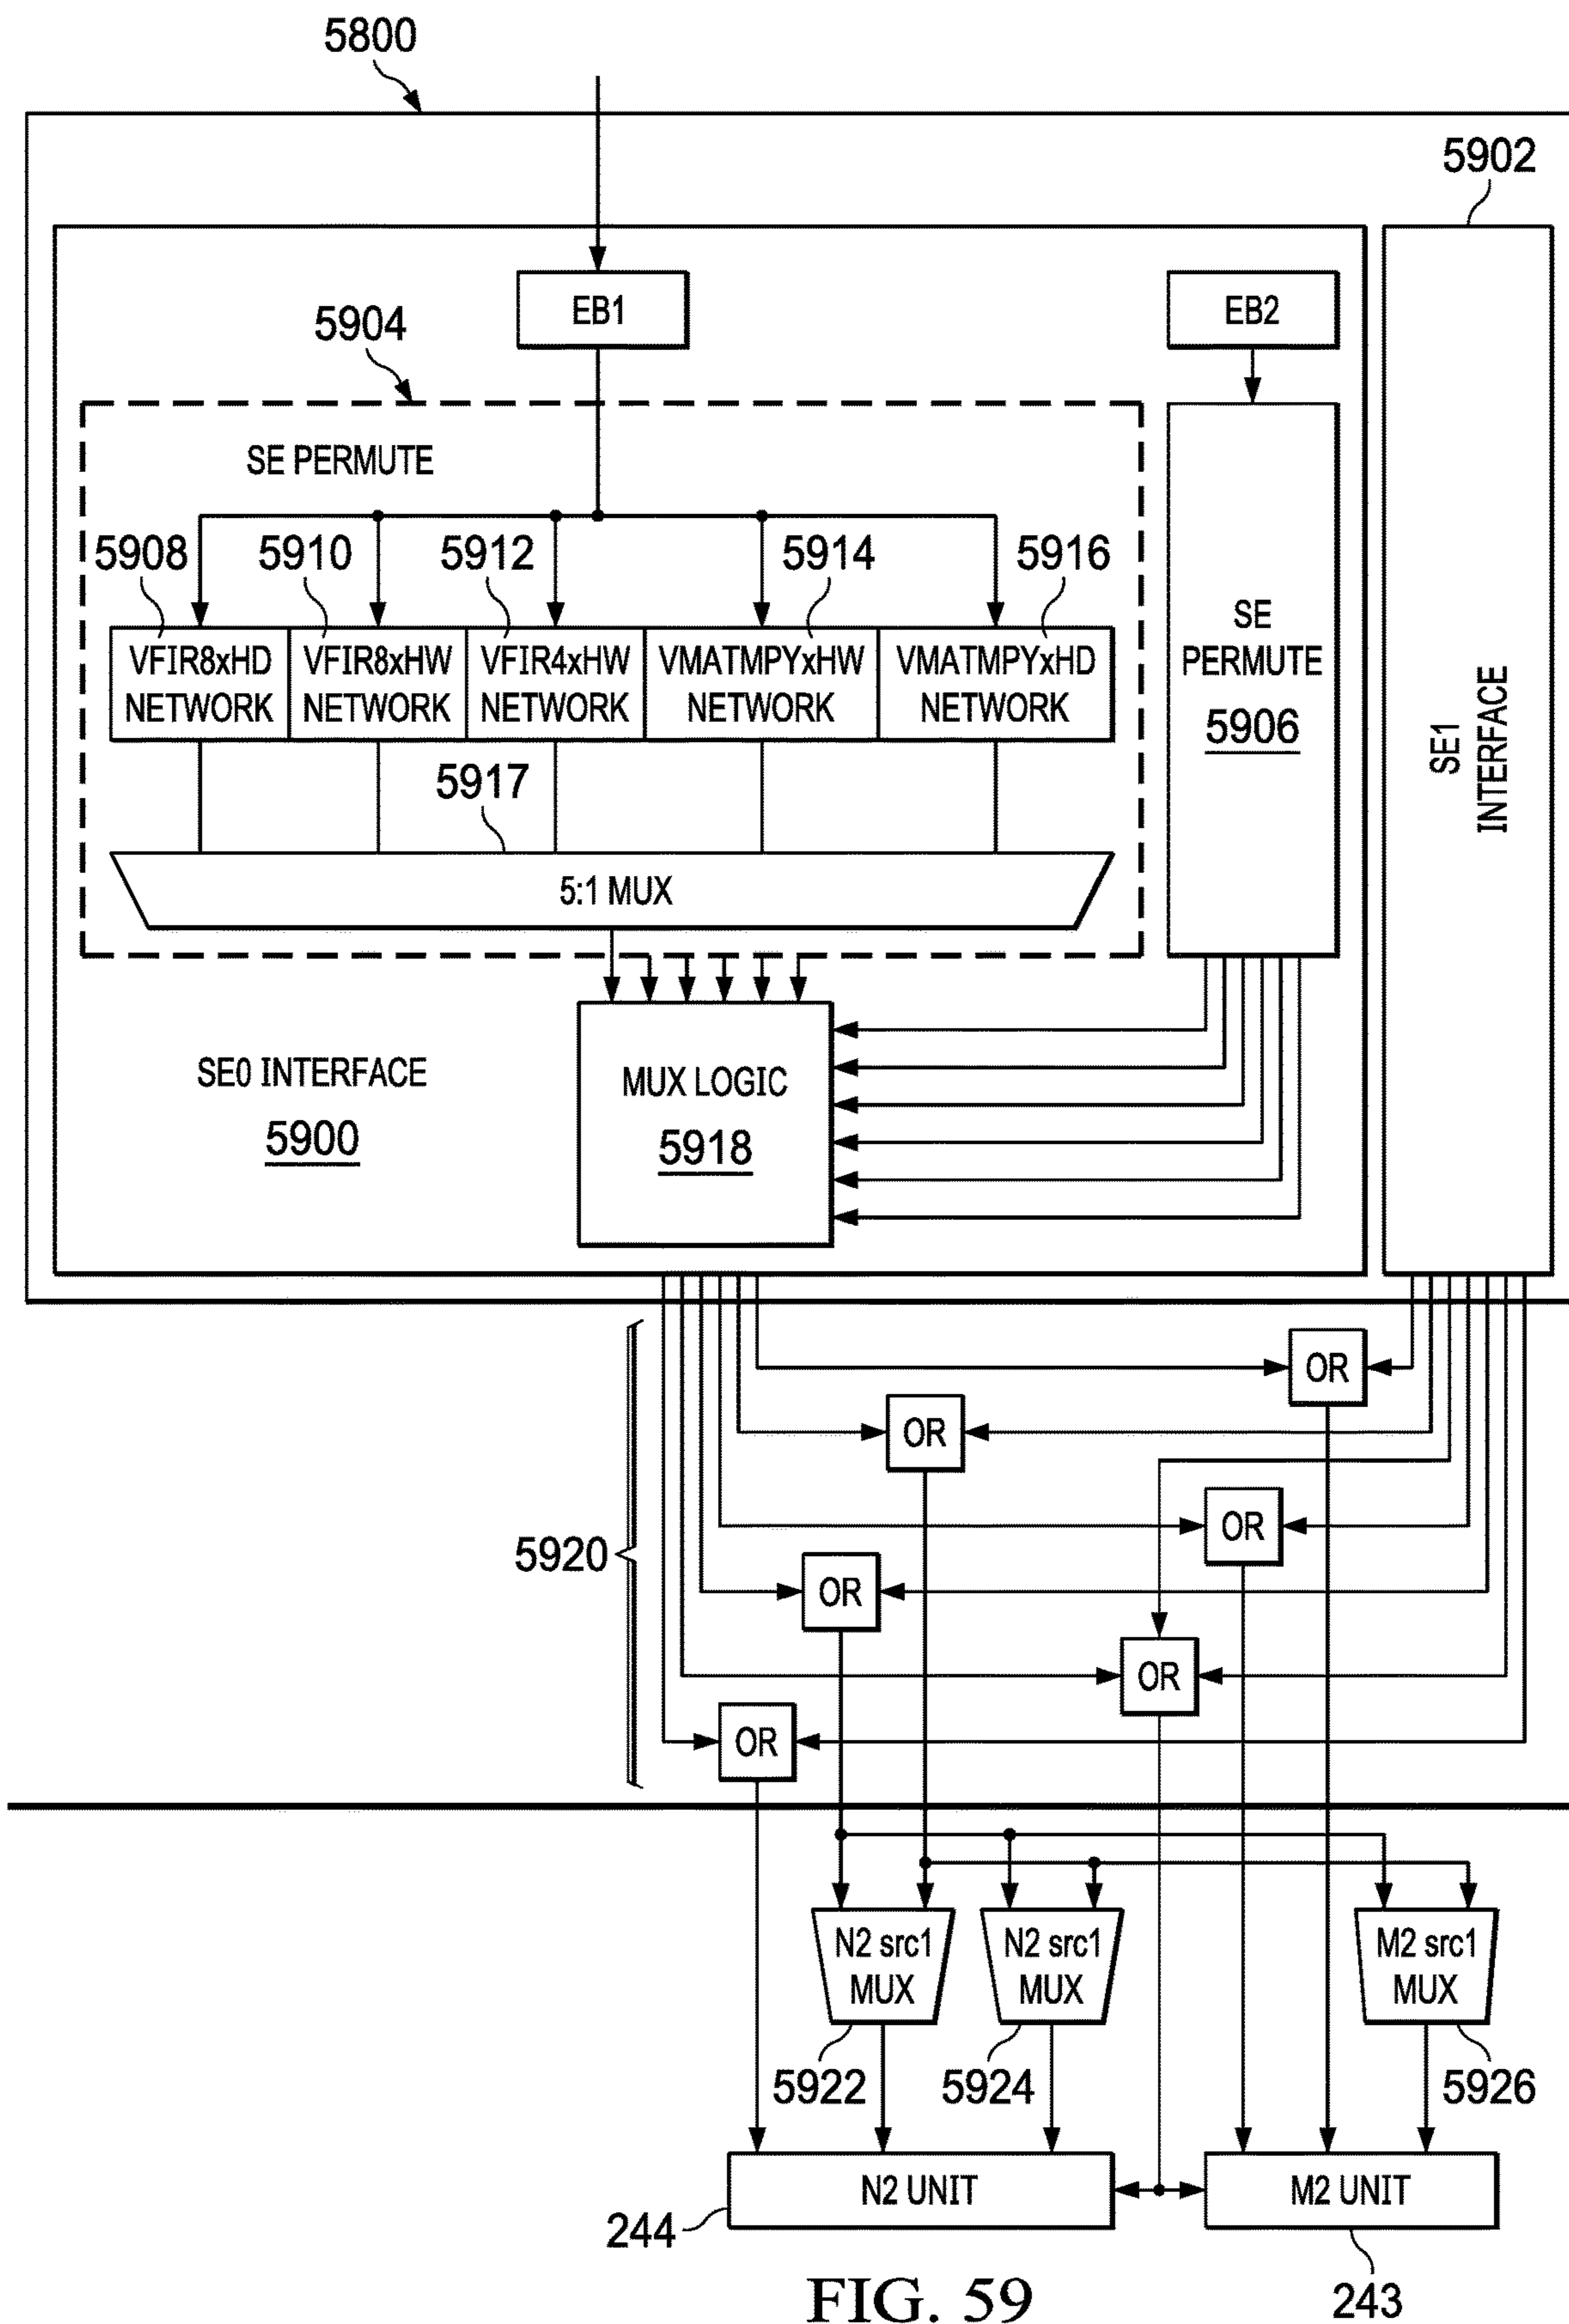 5800
5902
EB1
EB2
5904
SE PERMUTE
5908
5910
5912
5914
5916
VFIR8xHD
NETWORK
VFIR8xHW
NETWORK
VFIR4xHW
NETWORK
VMATMPYxHW
NETWORK
VMATMPYxHD
NETWORK
SE
PERMUTE
5906
SE1
INTERFACE
5917
5:1 MUX
SE0 INTERFACE
5900
MUX LOGIC
5918
OR
OR
OR
5920
OR
OR
OR
N2 src1
MUX
N2 src1
MUX
M2 src1
MUX
5922
5924
5926
N2 UNIT
M2 UNIT
244
243
FIG. 59